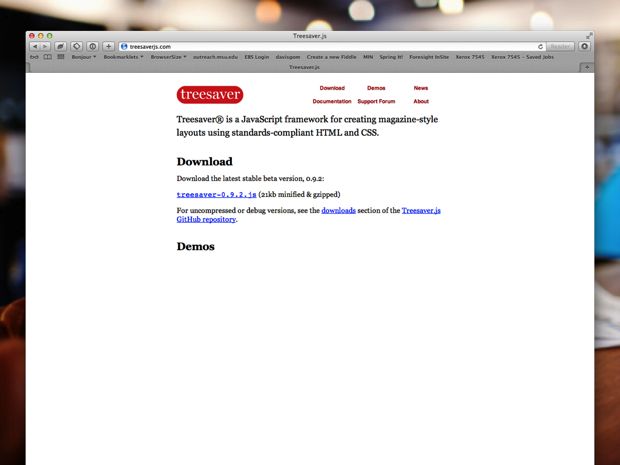 Treesaver.js
treesaverjs.com
Reader
Bonjour Bookmarklets BrowserSize outreach.msu.edu EBS Login davispom Create a new Fiddle MIN Spring It! Foresight InSite Xerox 7545 Xerox 7545 – Saved Jobs
Treesaver.js
treesaver
Download Demos News
Documentation Support Forum About
Treesaver® is a JavaScript framework for creating magazine-style
layouts using standards-compliant HTML and CSS.
Download
Download the latest stable beta version, 0.9.2:
treesaver-0.9.2.js (21kb minified & gzipped)
For uncompressed or debug versions, see the downloads section of the Treesaver.js
GitHub repository.
Demos